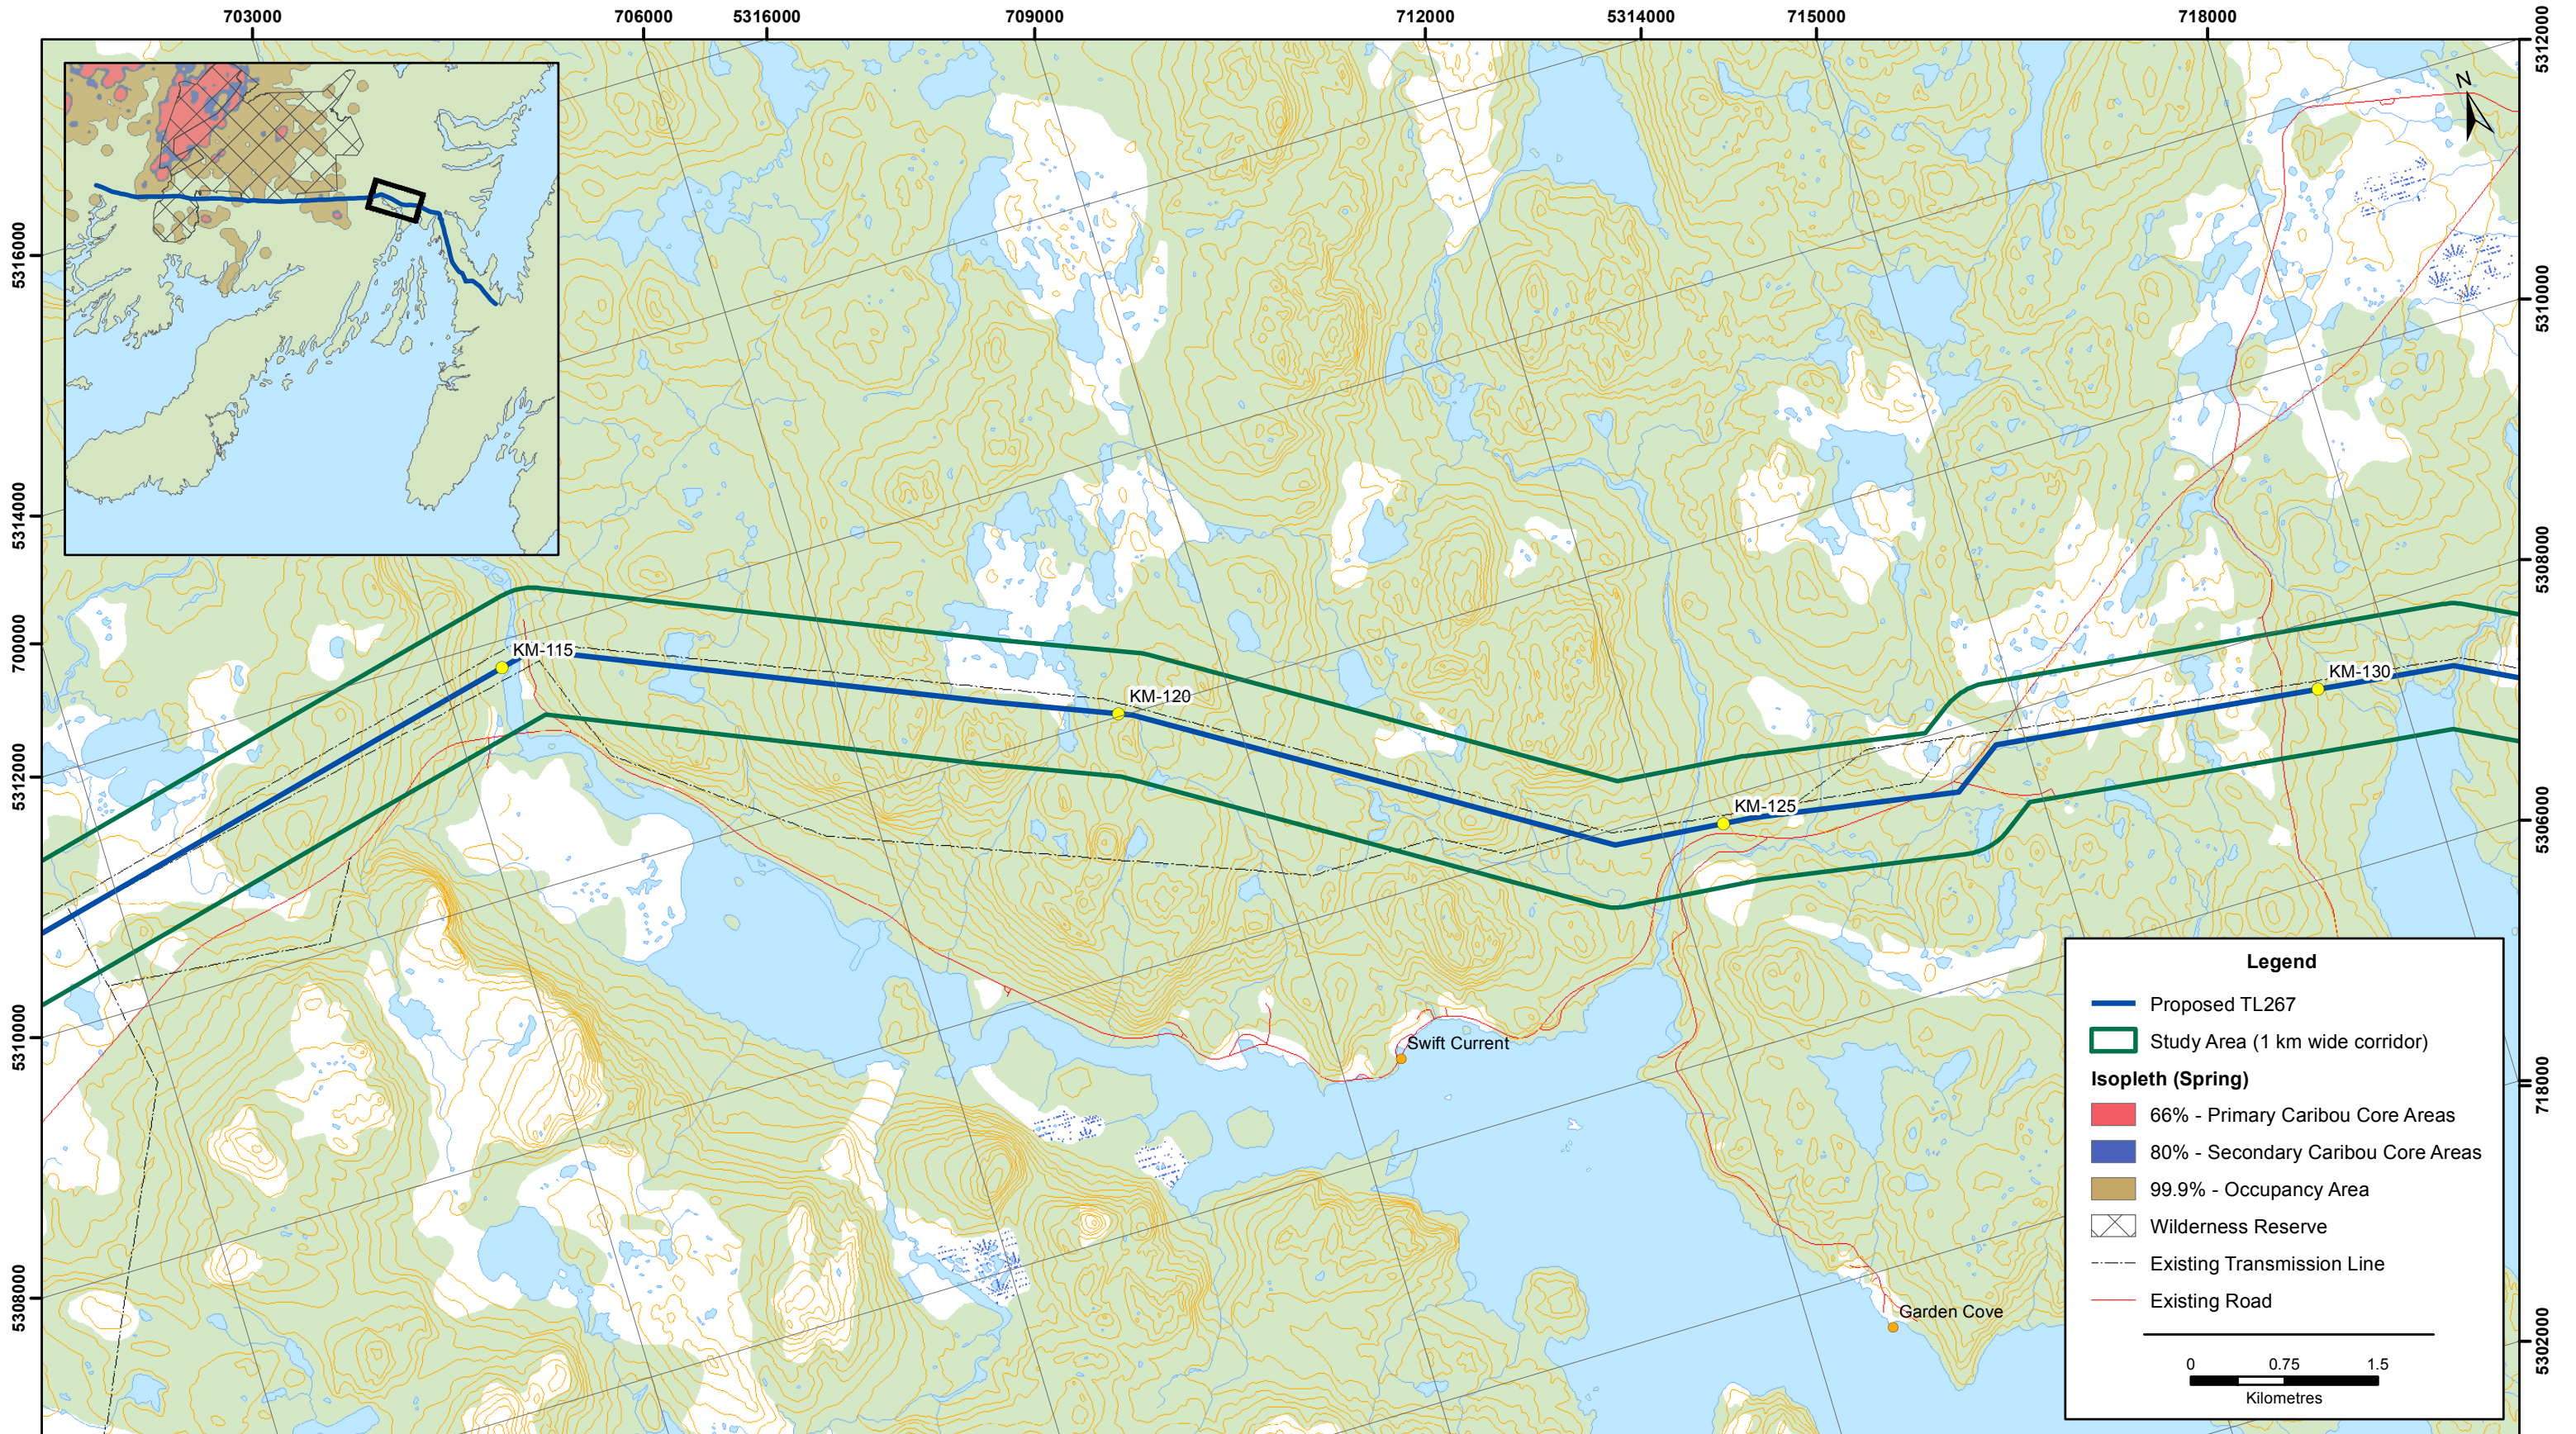 703000
706000
5316000
709000
712000
5314000
715000
718000
5312000
N
5316000
5310000
5314000
5308000
700000
KM-115
KM-120
KM-130
5312000
KM-125
5306000
Legend
Proposed TL267
Study Area (1 km wide corridor)
Isopleth (Spring)
66% - Primary Caribou Core Areas
80% - Secondary Caribou Core Areas
99.9% - Occupancy Area
Wilderness Reserve
Existing Transmission Line
Existing Road
0 0.75 1.5
Kilometres
5310000
Swift Current
718000
5308000
Garden Cove
5302000